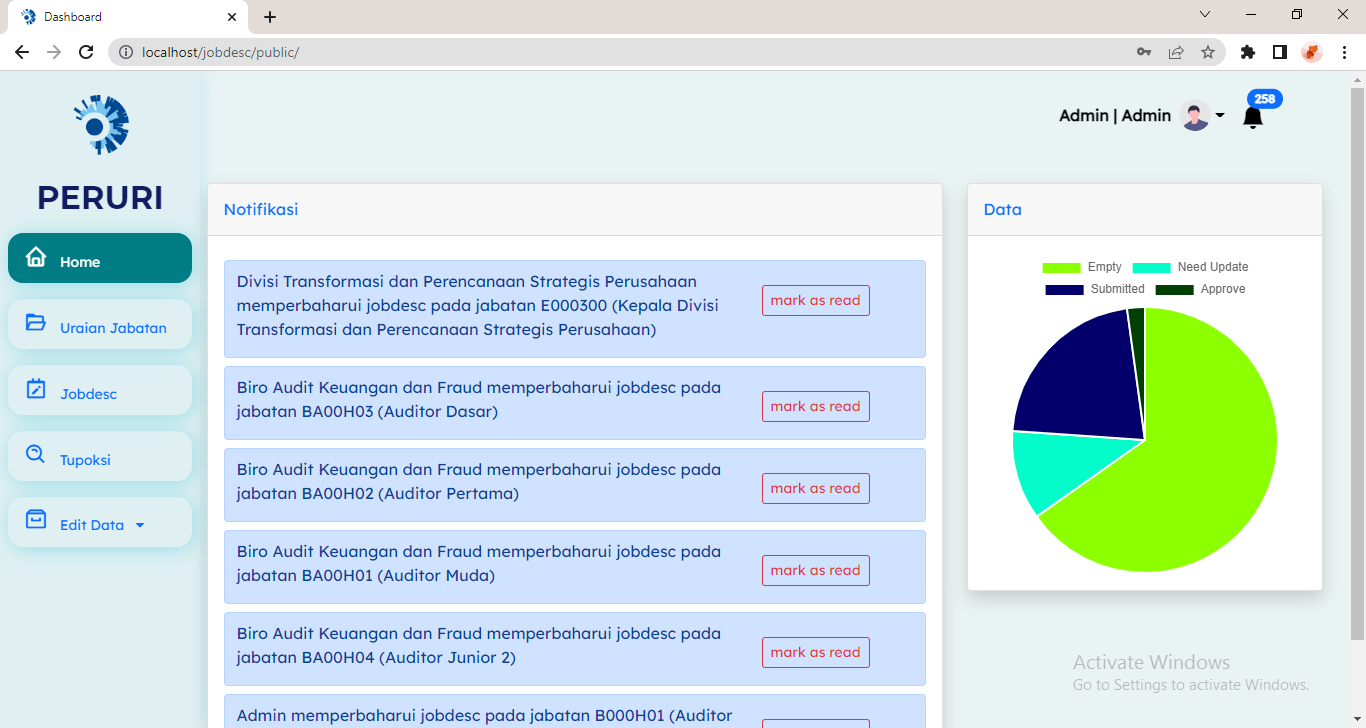 Dashboard
localhost/jobdesc/public/
PERURI
Home
Uraian Jabatan
Jobdesc
Tupoksi
Edit Data
Admin | Admin
258
Notifikasi
Divisi Transformasi dan Perencanaan Strategis Perusahaan
memperbaharui jobdesc pada jabatan E000300 (Kepala Divisi
Transformasi dan Perencanaan Strategis Perusahaan)
mark as read
Biro Audit Keuangan dan Fraud memperbaharui jobdesc pada
jabatan BA00H03 (Auditor Dasar)
mark as read
Biro Audit Keuangan dan Fraud memperbaharui jobdesc pada
jabatan BA00H02 (Auditor Pertama)
mark as read
Biro Audit Keuangan dan Fraud memperbaharui jobdesc pada
jabatan BA00H01 (Auditor Muda)
mark as read
Biro Audit Keuangan dan Fraud memperbaharui jobdesc pada
jabatan BA00H04 (Auditor Junior 2)
mark as read
Admin memperbaharui jobdesc pada jabatan B000H01 (Auditor
Data
Empty Need Update
Submitted Approve
Activate Windows
Go to Settings to activate Windows.